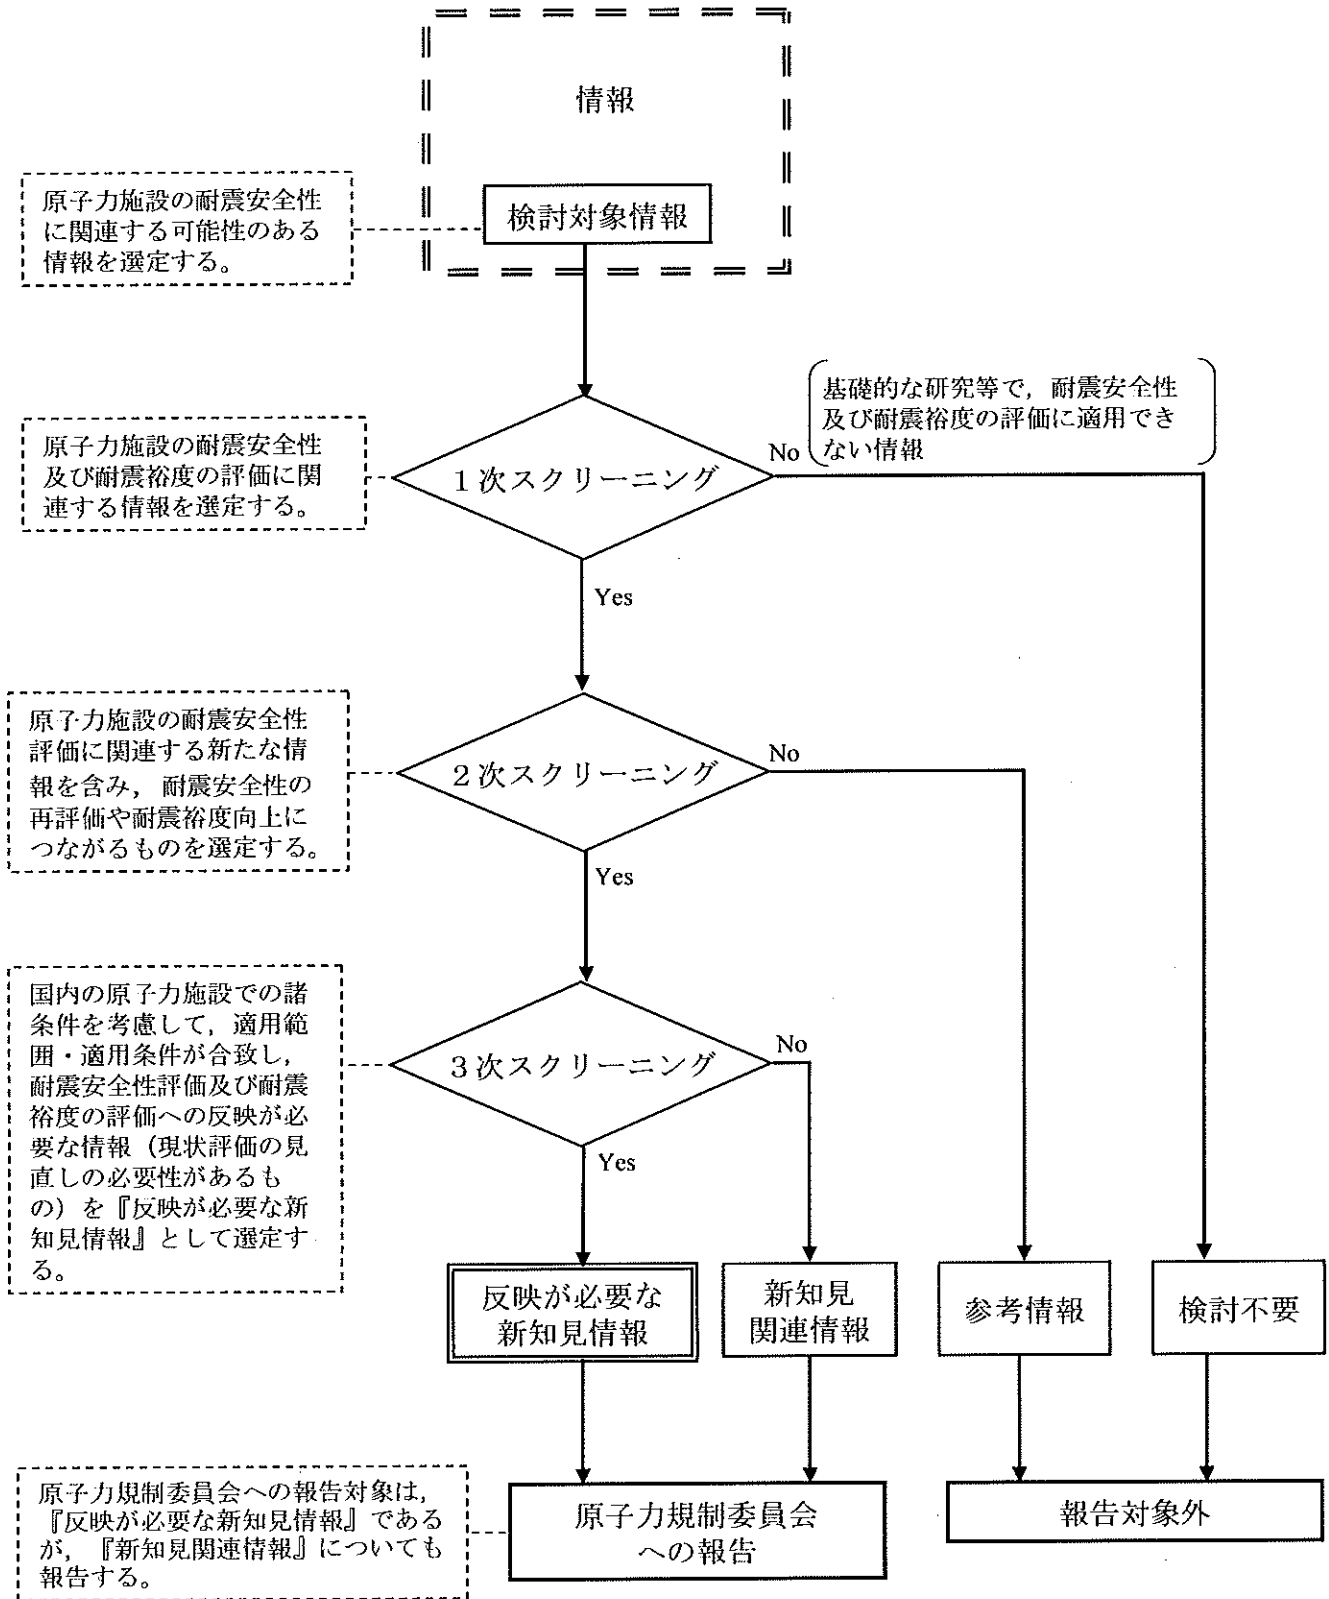 情報
検討対象情報
原子力施設の耐震安全性
に関連する可能性のある
情報を選定する。
基礎的な研究等で，耐震安全性
及び耐震裕度の評価に適用でき
ない情報
No
1次スクリーニング
原子力施設の耐震安全性
及び耐震裕度の評価に関
連する情報を選定する。
Yes
原子力施設の耐震安全性
評価に関連する新たな情
報を含み，耐震安全性の
再評価や耐震裕度向上に
つながるものを選定する。
2次スクリーニング
No
Yes
国内の原子力施設での諸
条件を考慮して，適用範
囲・適用条件が合致し，
耐震安全性評価及び耐震
裕度の評価への反映が必
要な情報（現状評価の見
直しの必要性があるも
の）を『反映が必要な新
知見情報』として選定す
る。
3次スクリーニング
No
Yes
反映が必要な
新知見情報
新知見
関連情報
参考情報
検討不要
原子力規制委員会への報告対象は，
『反映が必要な新知見情報』である
が，『新知見関連情報』についても
報告する。
原子力規制委員会
への報告
報告対象外